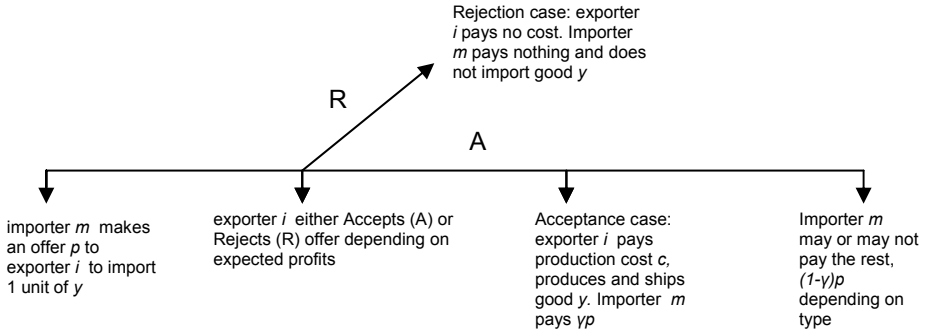 Rejection case: exporter
i pays no cost. Importer
m pays nothing and does
not import good y
R
A
importer m makes
an offer p to
exporter i to import
1 unit of y
exporter i either Accepts (A) or
Rejects (R) offer depending on
expected profits
Acceptance case:
exporter i pays
production cost c,
produces and ships
good y. Importer m
pays γp
Importer m
may or may not
pay the rest,
(1-γ)p
depending on
type